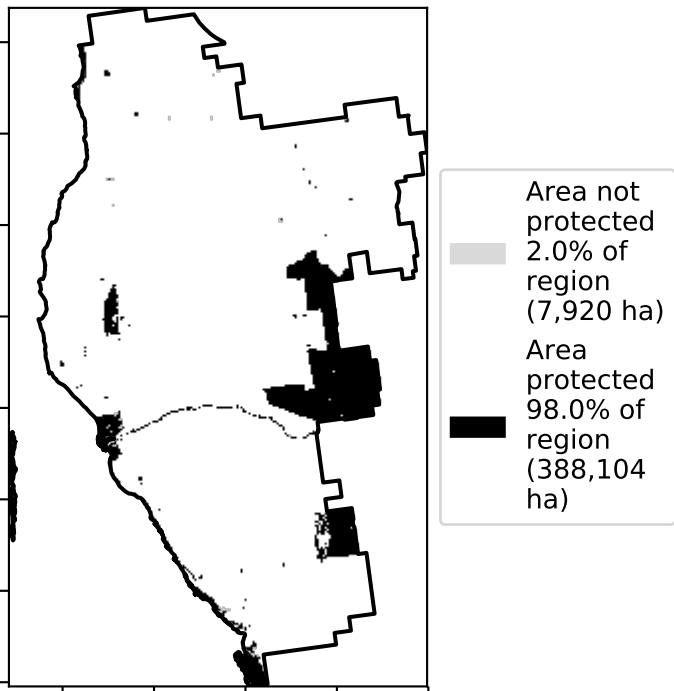 Area not
protected
2.0% of
region
(7,920 ha)
Area
protected
98.0% of
region
(388,104
ha)